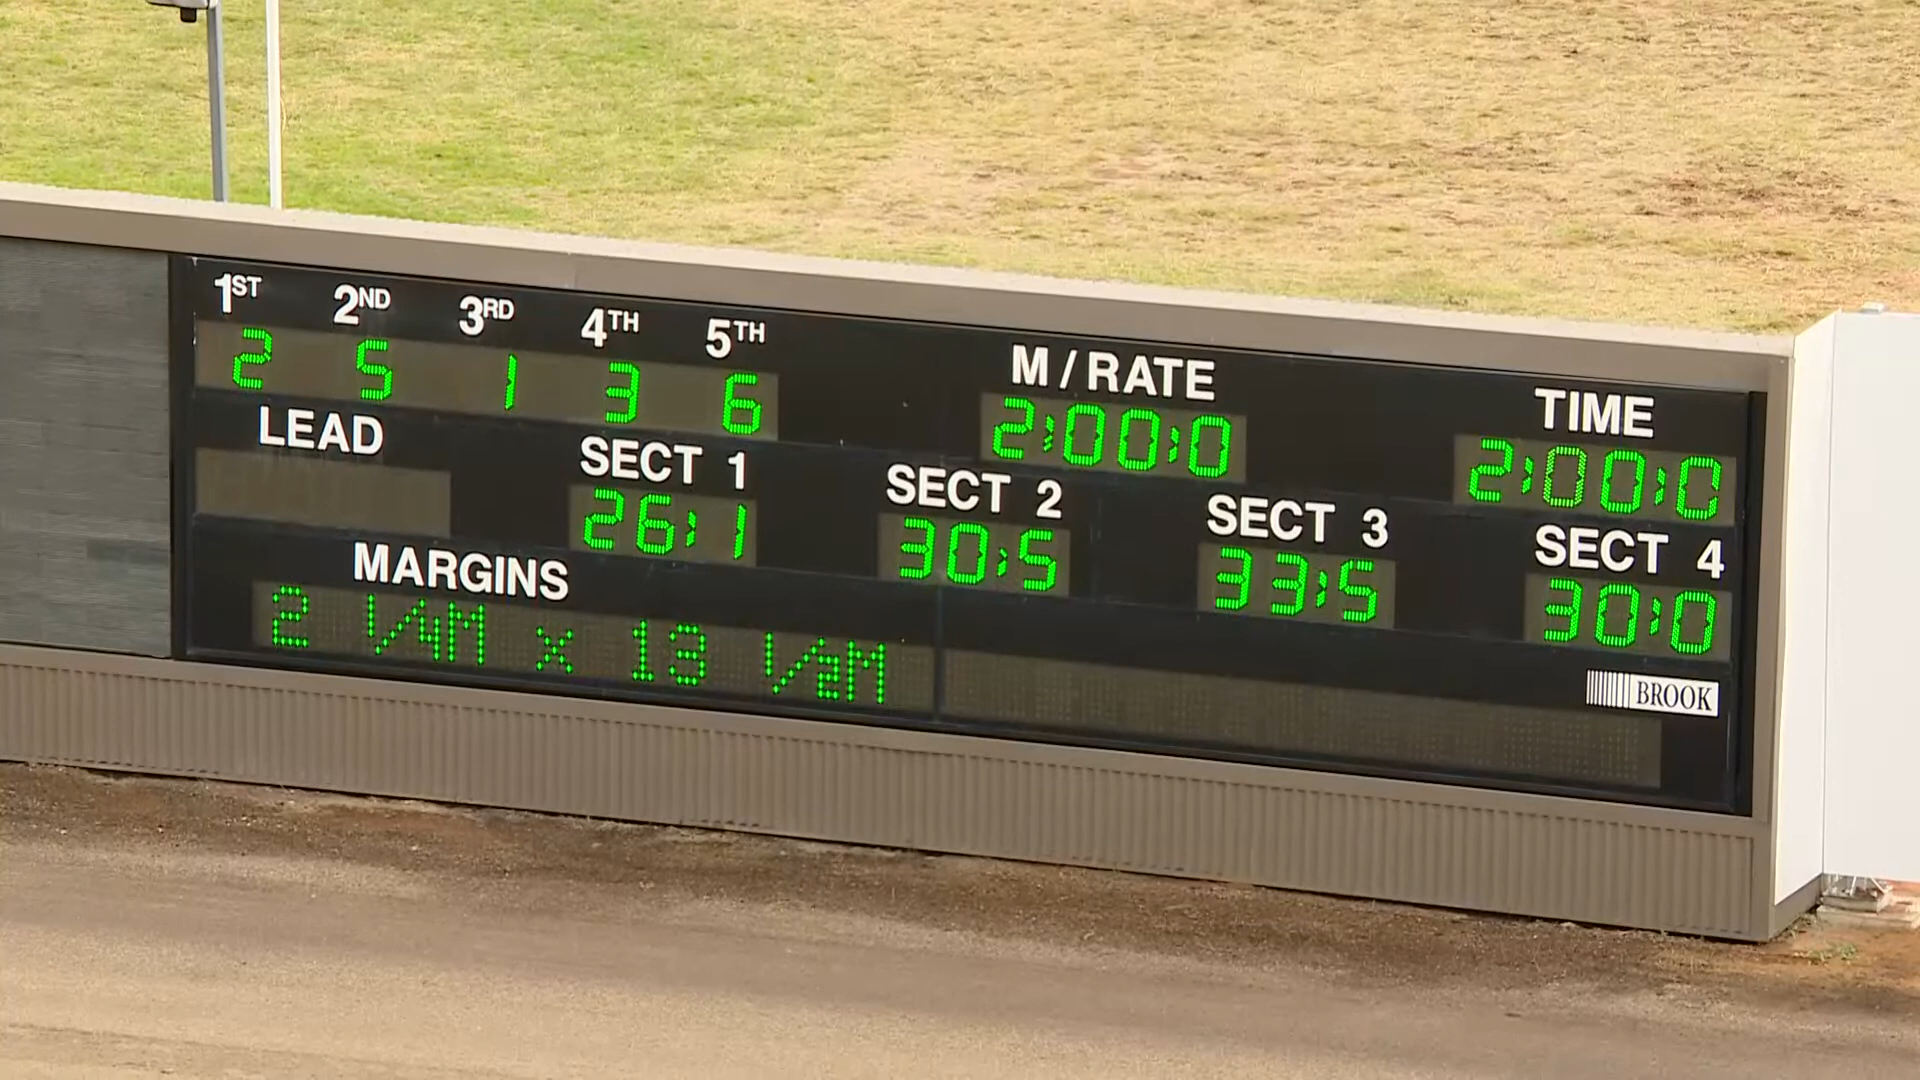 1ST 2ND 3RD 4TH 5TH
2 5 1 3 6
M/RATE
2:00:0
TIME
2:00:0
LEAD
SECT 1
26:1
SECT 2
30:5
SECT 3
33:5
SECT 4
30:0
MARGINS
2 1/4M x 13 1/2M
BROOK